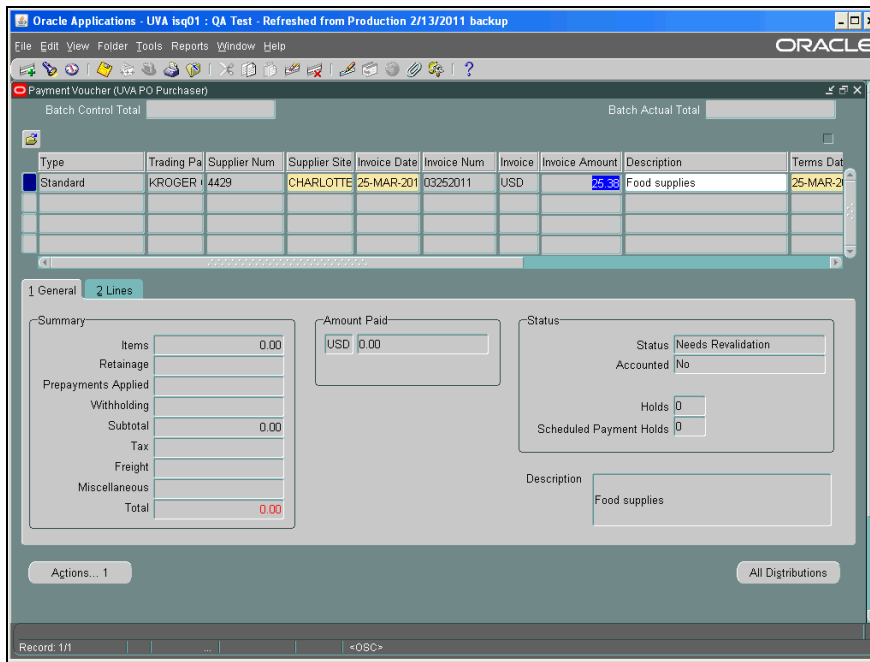 Oracle Applications - UVA isq01 : QA Test - Refreshed from Production 2/13/2011 backup
File Edit View Folder Tools Reports Window Help
ORACLE
Payment Voucher (UVA PO Purchaser)
Batch Control Total
Batch Actual Total
Type Trading Pa Supplier Num Supplier Site Invoice Date Invoice Num Invoice Invoice Amount Description Terms Dat
Standard KROGER 4429 CHARLOTTE 25-MAR-201 03252011 USD 25.38 Food supplies 25-MAR-20
1 General 2 Lines
Summary Amount Paid Status
Items 0.00 USD 0.00 Status Needs Revalidation
Retainage Accounted No
Prepayments Applied
Withholding Holds 0
Subtotal 0.00 Scheduled Payment Holds 0
Tax
Freight
Miscellaneous Description Food supplies
Total 0.00
Actions... 1 All Distributions
Record: 1/1 ... <OSC>